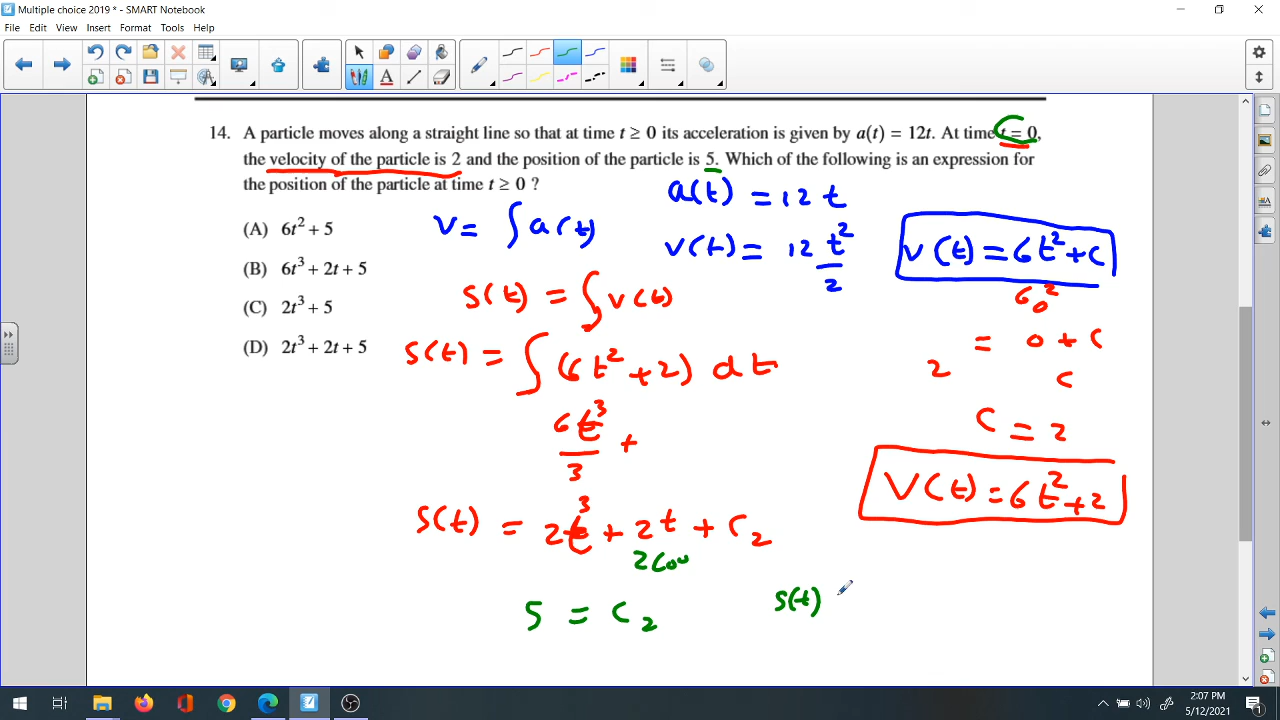 Multiple choice 2019 * - SMART Notebook
File Edit View Insert Format Tools Help
14. A particle moves along a straight line so that at time t ≥ 0 its acceleration is given by a(t) = 12t. At time t = 0,
the velocity of the particle is 2 and the position of the particle is 5. Which of the following is an expression for
the position of the particle at time t ≥ 0 ?
(A) 6t² + 5
(B) 6t³ + 2t + 5
(C) 2t³ + 5
(D) 2t³ + 2t + 5
V = ∫ a(t)
s(t) = ∫ v(t)
s(t) = ∫ (6t² + 2) dt
6t³/3 +
s(t) = 2t³ + 2t + C₂
5 = C₂
a(t) = 12t
v(t) = 12 t²/2
v(t) = 6t² + C
6 0²
2 = 0 + C
C
C = 2
V(t) = 6t² + 2
s(t)
2:07 PM
5/12/2021